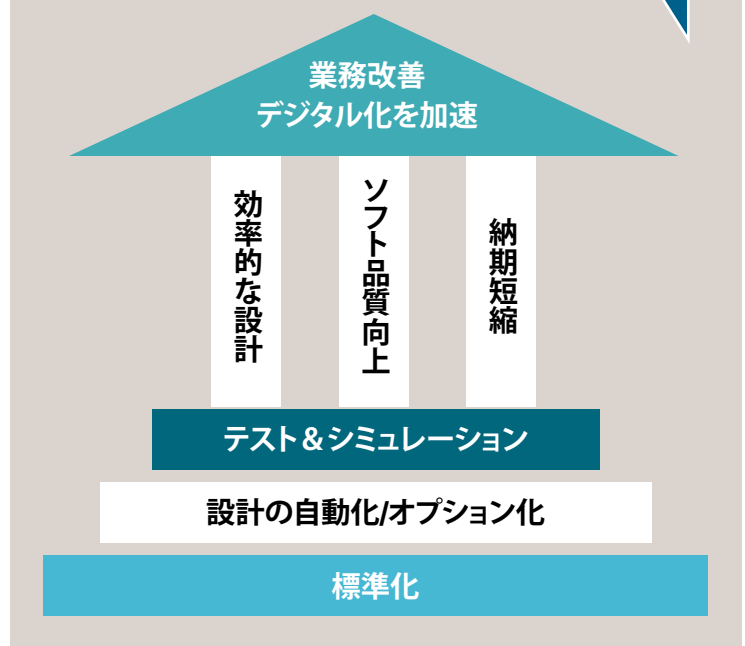 業務改善
デジタル化を加速
効率的な設計
ソフト品質向上
納期短縮
テスト&シミュレーション
設計の自動化/オプション化
標準化